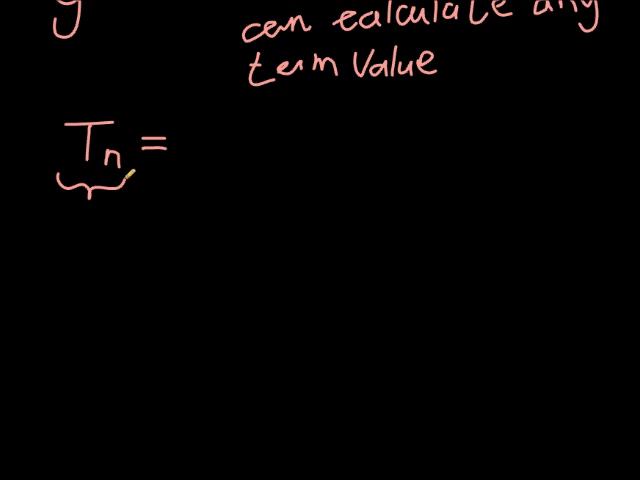 y
can calculate any
term Value
Tn =